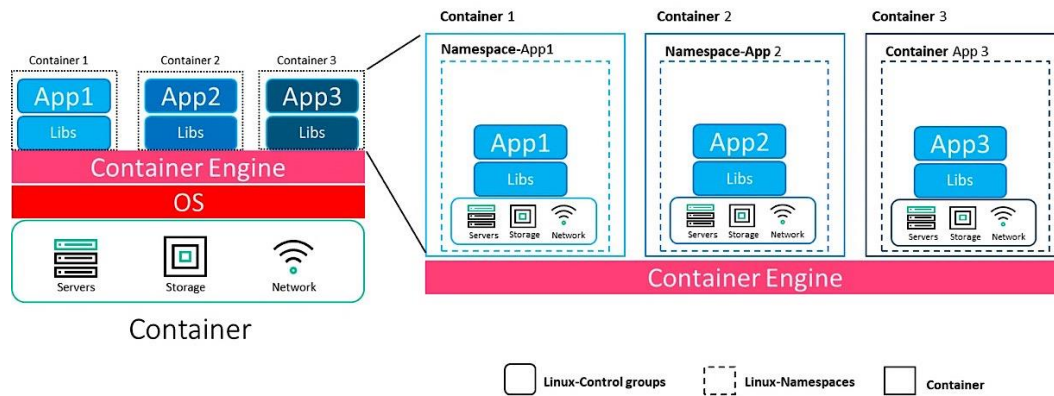 Container 1
Container 2
Container 3
App1
App2
App3
Libs
Libs
Libs
Container Engine
OS
Servers
Storage
Network
Container
Container 1
Container 2
Container 3
Namespace-App1
Namespace-App 2
Container App 3
App1
App2
App3
Libs
Libs
Libs
Servers
Storage
Network
Servers
Storage
Network
Servers
Storage
Network
Container Engine
Linux-Control groups
Linux-Namespaces
Container